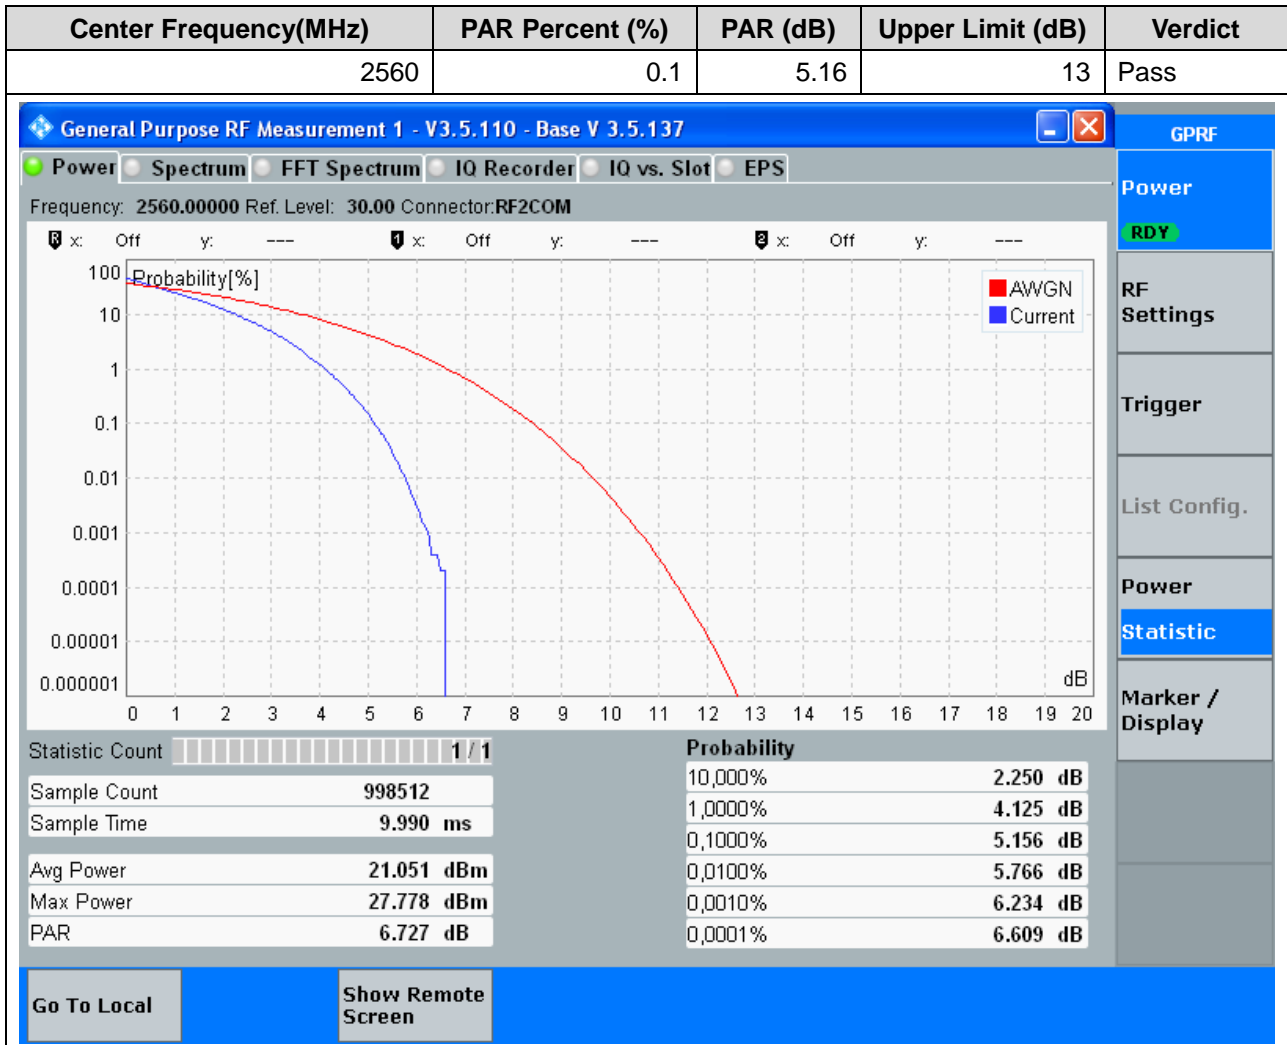 Center Frequency(MHz) PAR Percent (%) PAR (dB) Upper Limit (dB) Verdict
2560 0.1 5.16 13 Pass
General Purpose RF Measurement 1 - V3.5.110 - Base V 3.5.137
GPRF
Power Spectrum FFT Spectrum IQ Recorder IQ vs. Slot EPS
Power
RDY
Frequency: 2560.00000 Ref. Level: 30.00 Connector:RF2COM
R x: Off y: --- 1 x: Off y: --- 2 x: Off y: ---
Probability[%]
AWGN
Current
100
10
1
0.1
0.01
0.001
0.0001
0.00001
0.000001
dB
0 1 2 3 4 5 6 7 8 9 10 11 12 13 14 15 16 17 18 19 20
RF
Settings
Trigger
List Config.
Power
Statistic
Marker /
Display
Statistic Count 1 / 1
Sample Count 998512
Sample Time 9.990 ms
Avg Power 21.051 dBm
Max Power 27.778 dBm
PAR 6.727 dB
Probability
10,000% 2.250 dB
1,0000% 4.125 dB
0,1000% 5.156 dB
0,0100% 5.766 dB
0,0010% 6.234 dB
0,0001% 6.609 dB
Go To Local
Show Remote
Screen